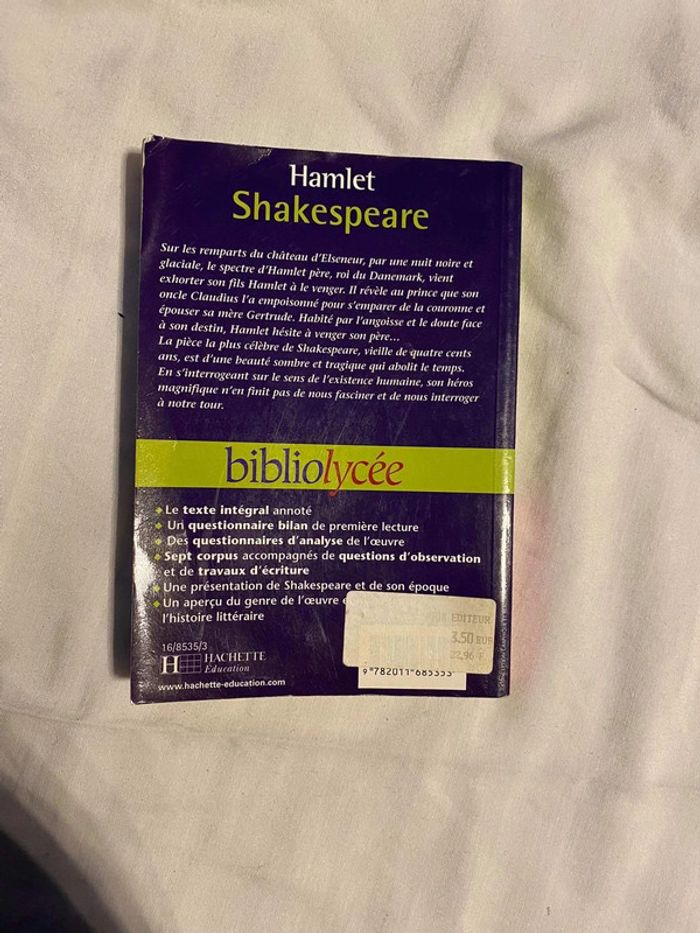 Hamlet
Shakespeare
Sur les remparts du château d'Elseneur, par une nuit noire et
glaciale, le spectre d'Hamlet père, roi du Danemark, vient
exhorter son fils Hamlet à le venger. Il révèle au prince que son
oncle Claudius l'a empoisonné pour s'emparer de la couronne et
épouser sa mère Gertrude. Habité par l'angoisse et le doute face
à son destin, Hamlet hésite à venger son père...
La pièce la plus célèbre de Shakespeare, vieille de quatre cents
ans, est d'une beauté sombre et tragique qui abolit le temps.
En s'interrogeant sur le sens de l'existence humaine, son héros
magnifique n'en finit pas de nous fasciner et de nous interroger
à notre tour.
bibliolycée
Le texte intégral annoté
Un questionnaire bilan de première lecture
Des questionnaires d'analyse de l'œuvre
Sept corpus accompagnés de questions d'observation
et de travaux d'écriture
Une présentation de Shakespeare et de son époque
Un aperçu du genre de l'œuvre
l'histoire littéraire
EDITEUR
3.50 EUR
22,96 F
16/8535/3
H HACHETTE
Education
9 782011 685353
www.hachette-education.com